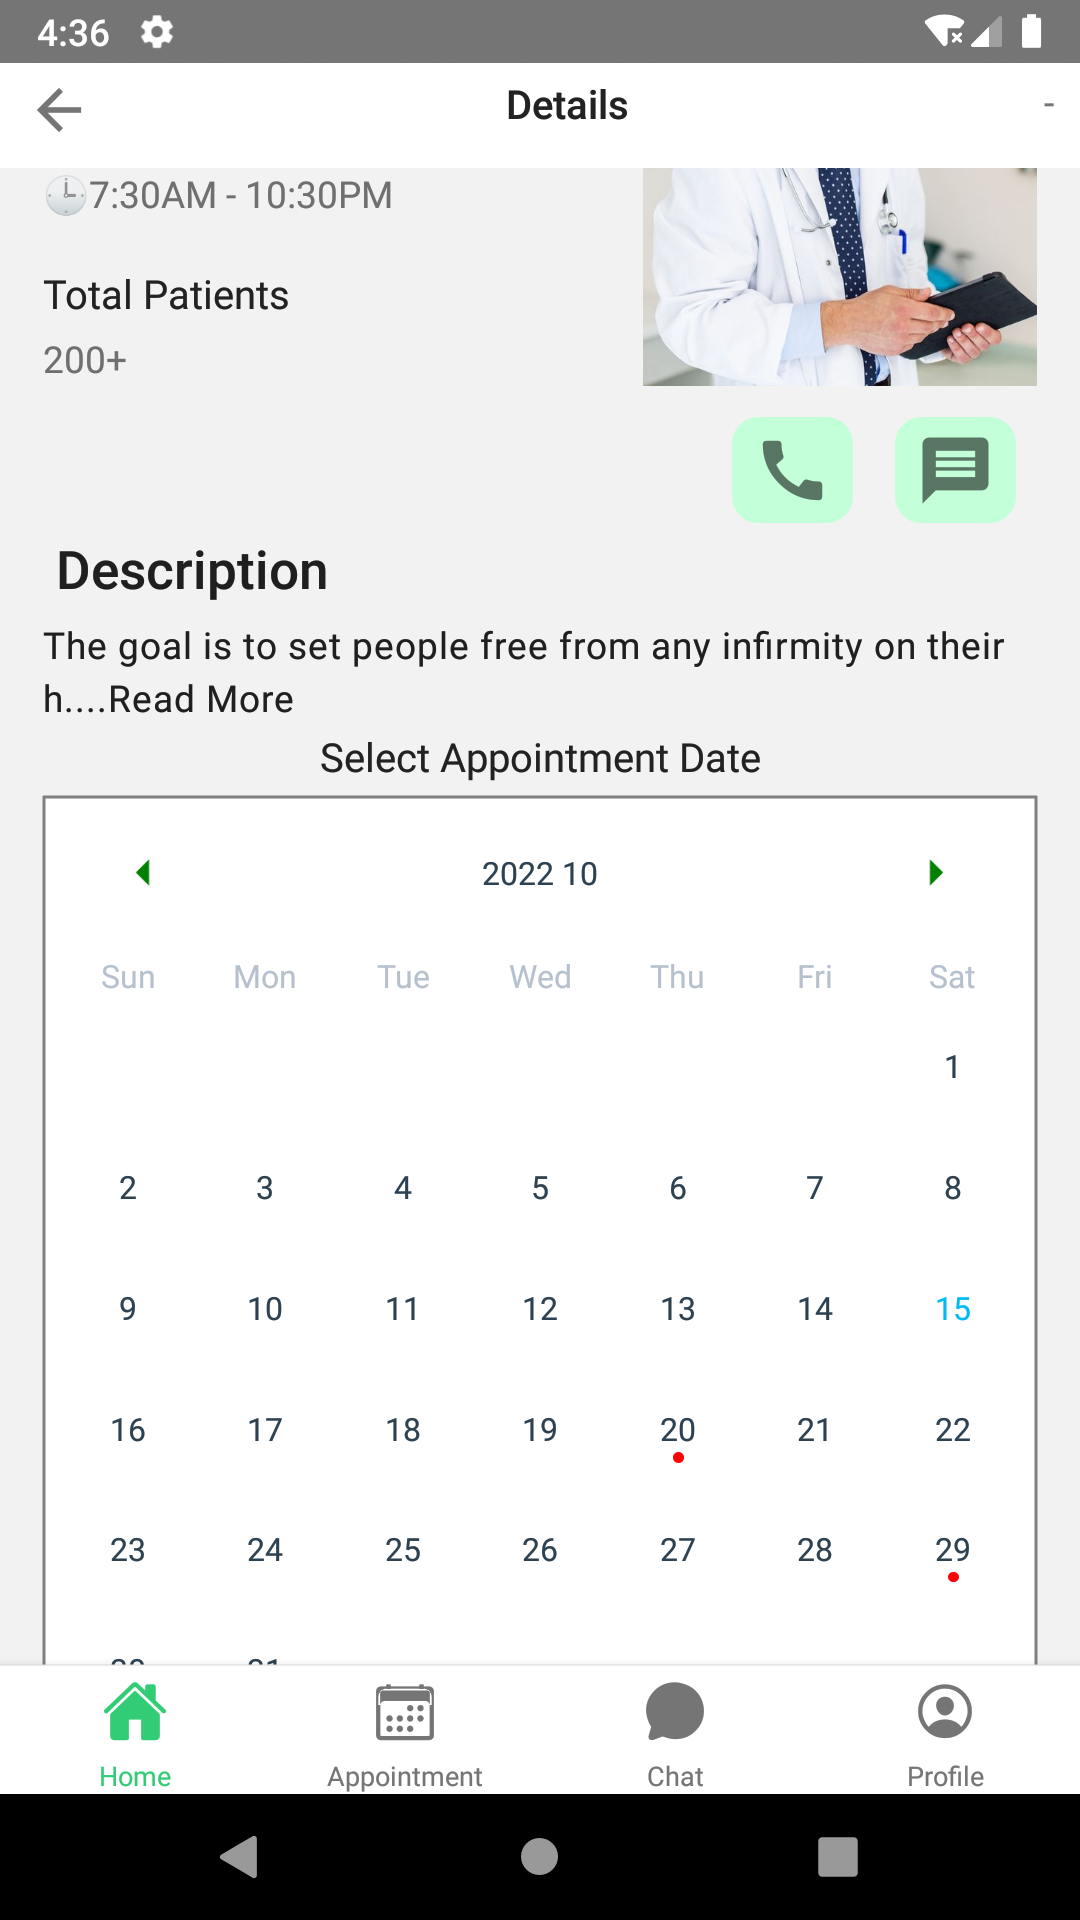 4:36
Details -
7:30AM - 10:30PM
Total Patients
200+
Description
The goal is to set people free from any infirmity on their
h....Read More
Select Appointment Date
2022 10
Sun Mon Tue Wed Thu Fri Sat
1
2 3 4 5 6 7 8
9 10 11 12 13 14 15
16 17 18 19 20 21 22
23 24 25 26 27 28 29
30 31
Home Appointment Chat Profile